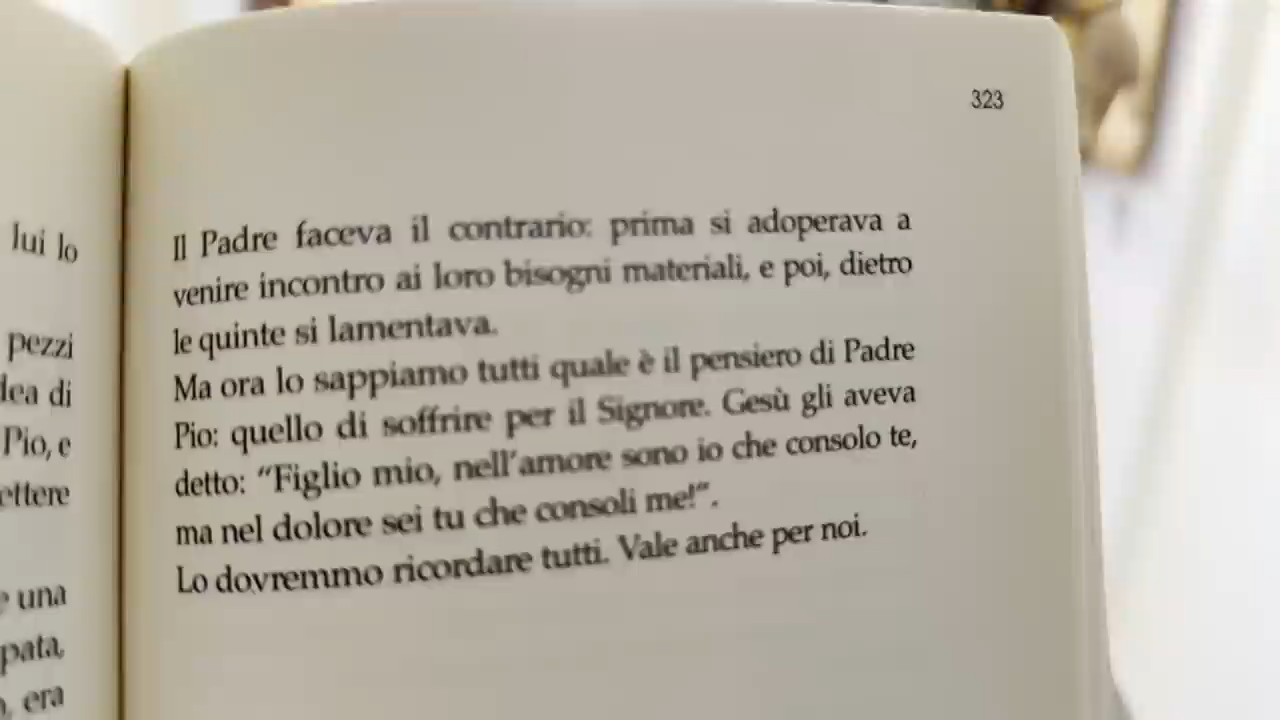 323
lui lo
pezzi
di
Pio, e
una
era
Il Padre faceva il contrario: prima si adoperava a
venire incontro ai loro bisogni materiali, e poi, dietro
le quinte si lamentava.
Ma ora lo sappiamo tutti quale è il pensiero di Padre
Pio: quello di soffrire per il Signore. Gesù gli aveva
detto: “Figlio mio, nell'amore sono io che consolo te,
ma nel dolore sei tu che consoli me!”.
Lo dovremmo ricordare tutti. Vale anche per noi.